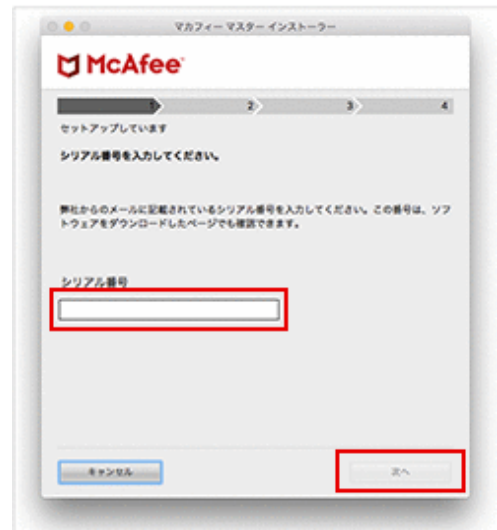 マカフィー マスター インストーラー
McAfee
1 2 3 4
セットアップしています
シリアル番号を入力してください。
弊社からのメールに記載されているシリアル番号を入力してください。この番号は、ソフ
トウェアをダウンロードしたページでも確認できます。
シリアル番号
キャンセル
次へ